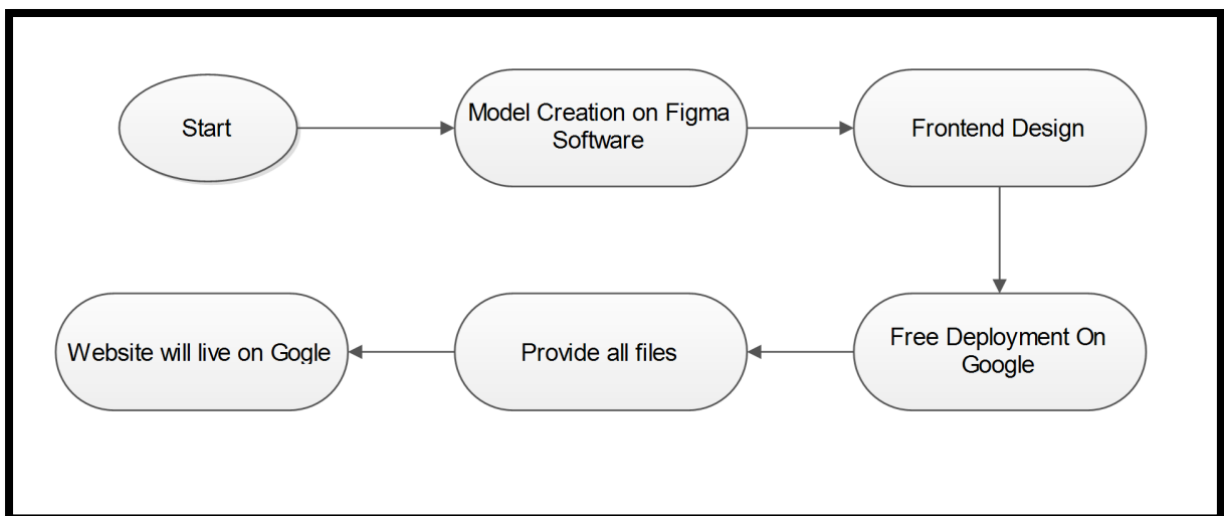 Start
Model Creation on Figma
Software
Frontend Design
Free Deployment On
Google
Provide all files
Website will live on Gogle